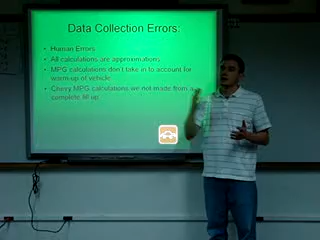 Data Collection Errors:
• Human Errors
• All calculations are approximations.
• MPG calculations don't take in to account for
warm-up of vehicle.
• Chevy MPG calculations we not made from a
complete fill up.